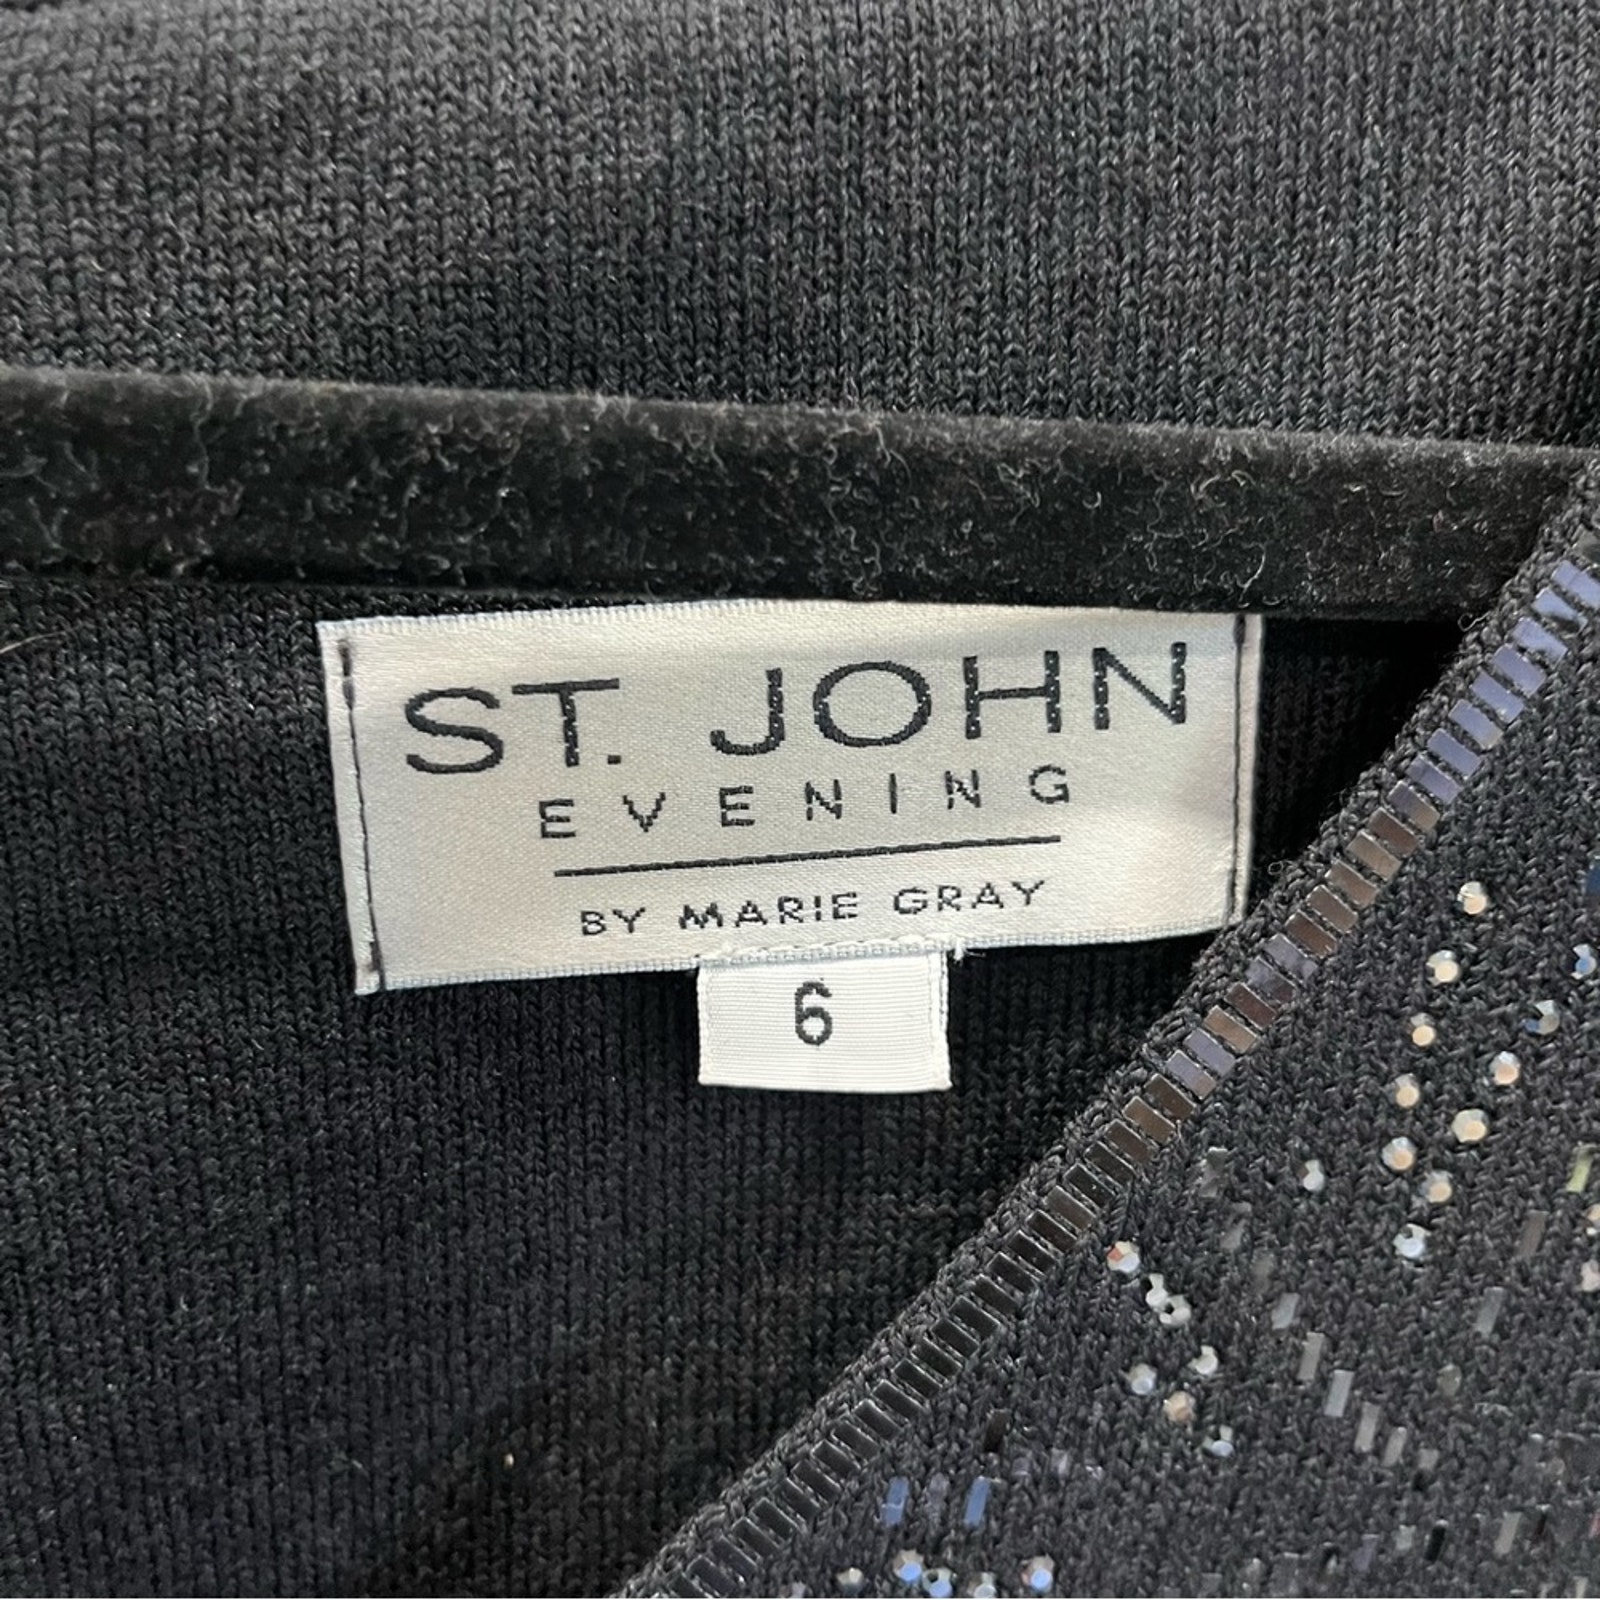 ST. JOHN
EVENING
BY MARIE GRAY
6